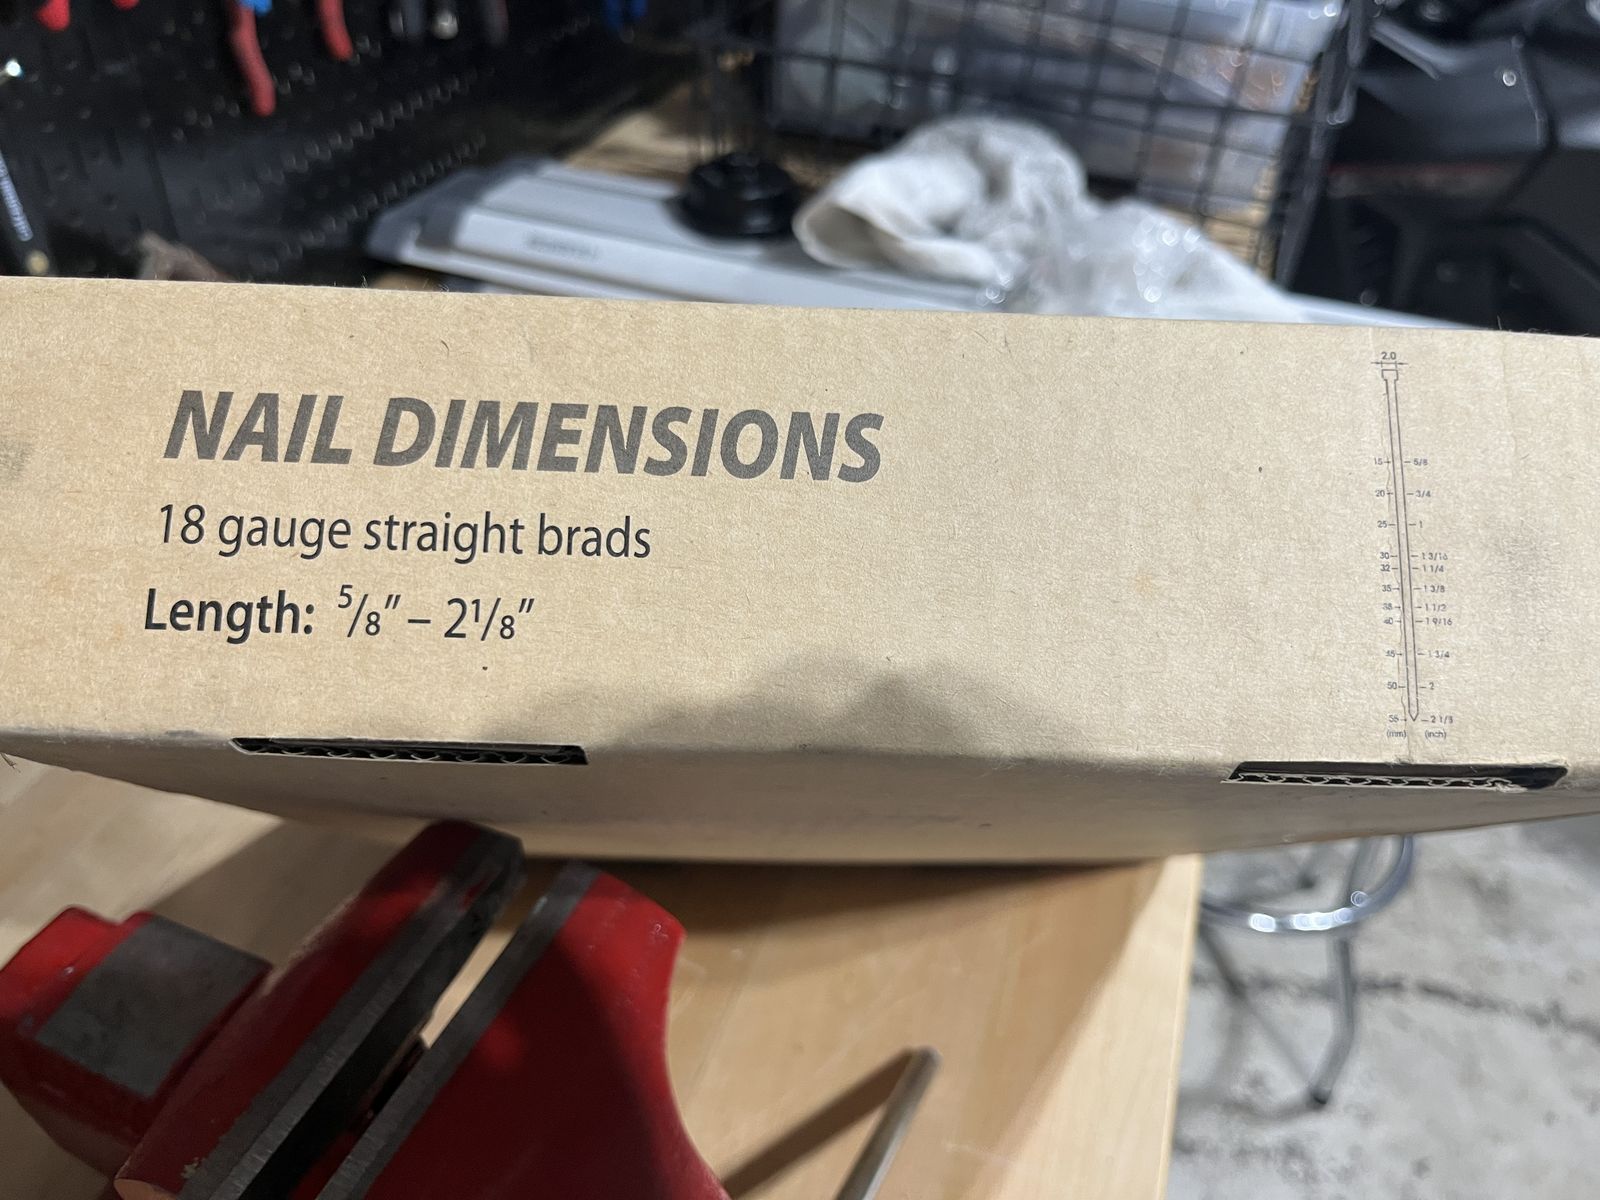 NAIL DIMENSIONS
18 gauge straight brads
Length: 5/8" – 2 1/8"
2.0
15 5/8
20 3/4
25 1
30 1 3/16
32 1 1/4
35 1 3/8
38 1 1/2
40 1 9/16
45 1 3/4
50 2
55 2 1/8
(mm) (inch)